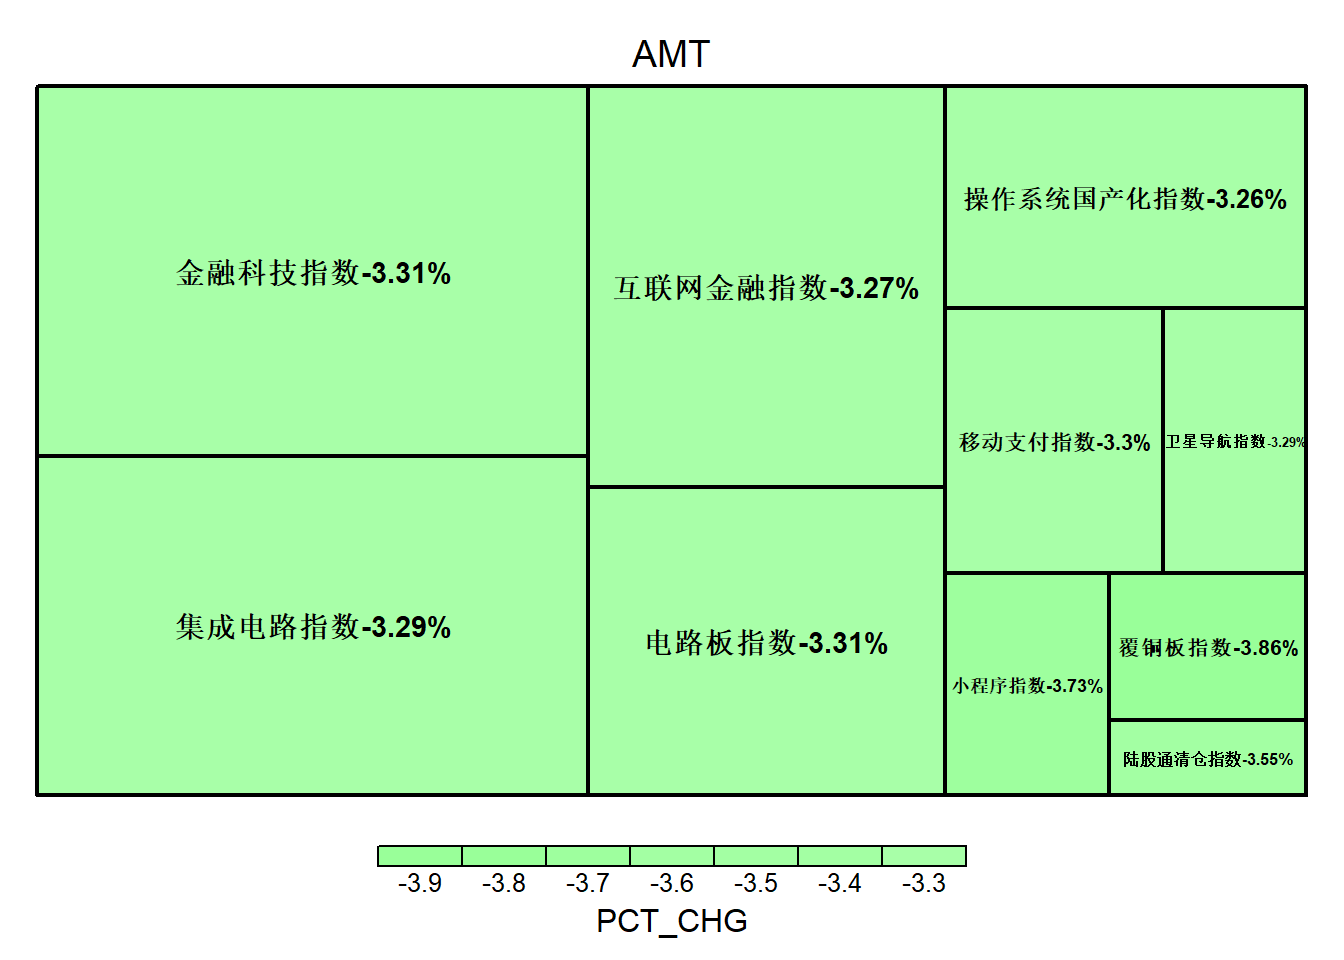 AMT
金融科技指数-3.31%
互联网金融指数-3.27%
操作系统国产化指数-3.26%
移动支付指数-3.3%
卫星导航指数-3.29%
集成电路指数-3.29%
电路板指数-3.31%
小程序指数-3.73%
覆铜板指数-3.86%
陆股通清仓指数-3.55%
-3.9 -3.8 -3.7 -3.6 -3.5 -3.4 -3.3
PCT_CHG